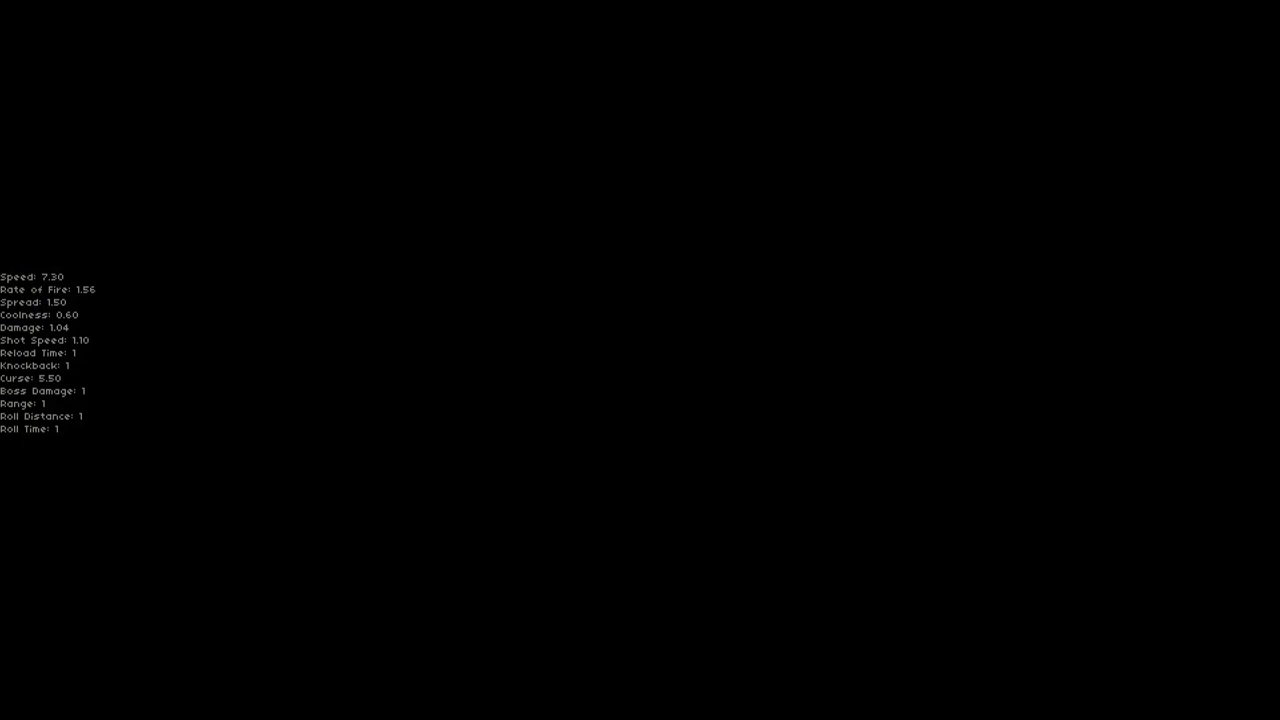 Speed: 7.30
Rate of Fire: 1.56
Spread: 1.50
Coolness: 0.60
Damage: 1.04
Shot Speed: 1.10
Reload Time: 1
Knockback: 1
Curse: 5.50
Boss Damage: 1
Range: 1
Roll Distance: 1
Roll Time: 1